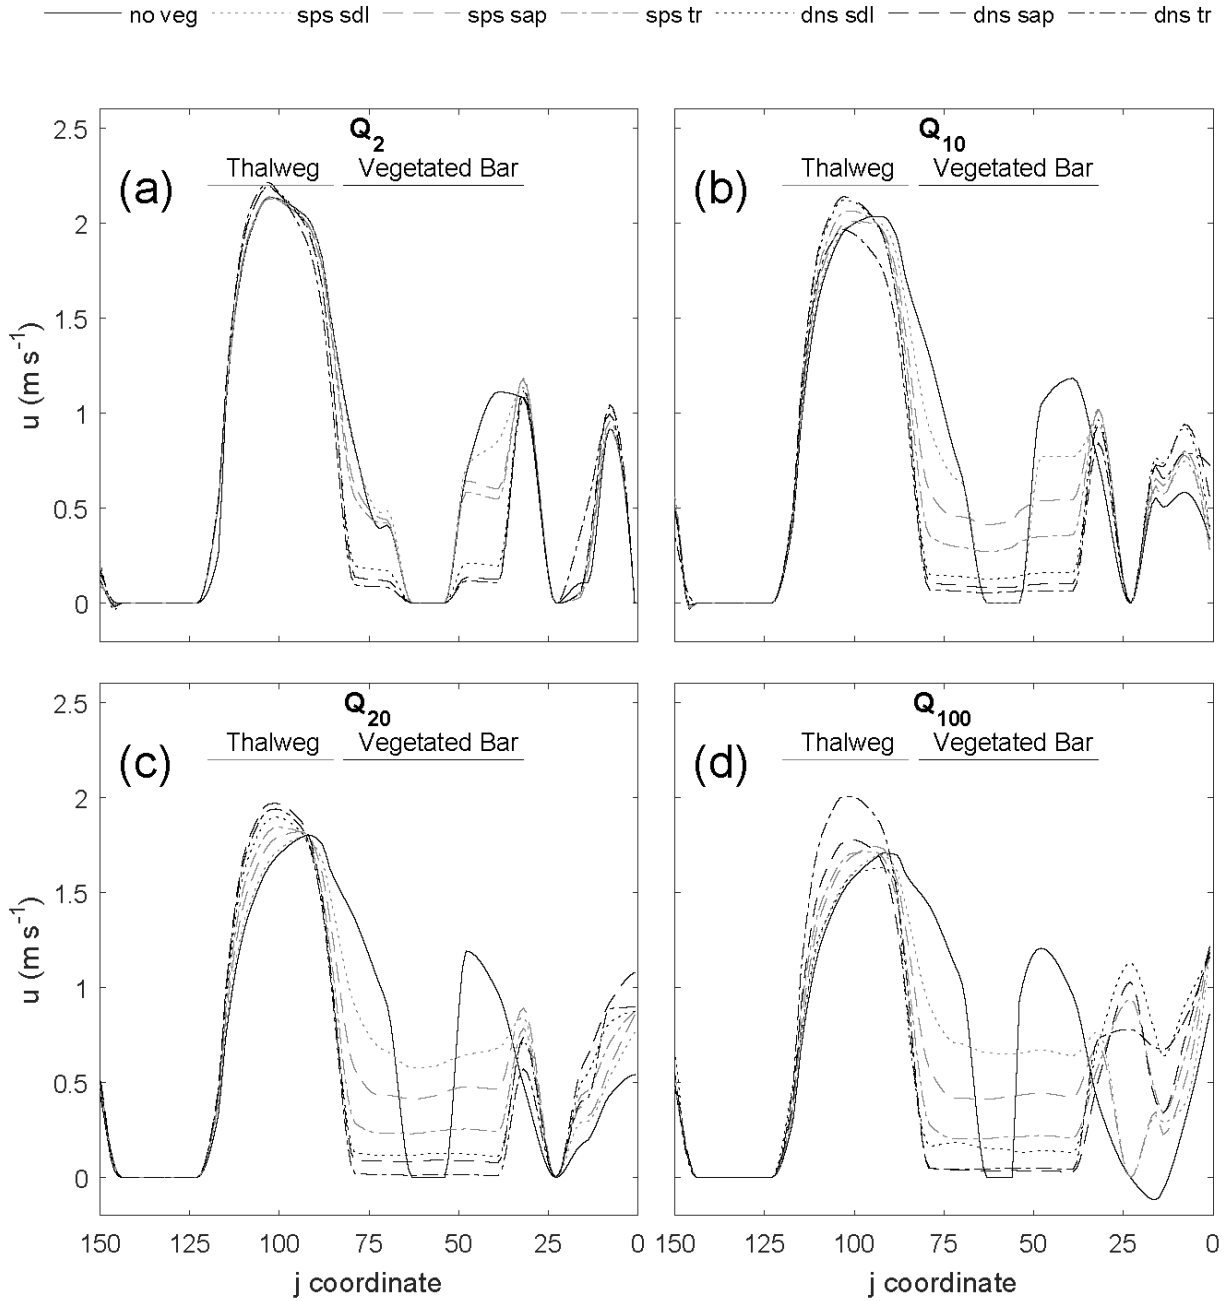 no veg sps sdl sps sap sps tr dns sdl dns sap dns tr
2.5 Q2 Q10
Thalweg Vegetated Bar Thalweg Vegetated Bar
(a) (b)
2
1.5
u (m s-1)
1
0.5
0
2.5 Q20 Q100
Thalweg Vegetated Bar Thalweg Vegetated Bar
(c) (d)
2
1.5
u (m s-1)
1
0.5
0
150 125 100 75 50 25 0 150 125 100 75 50 25 0
j coordinate j coordinate